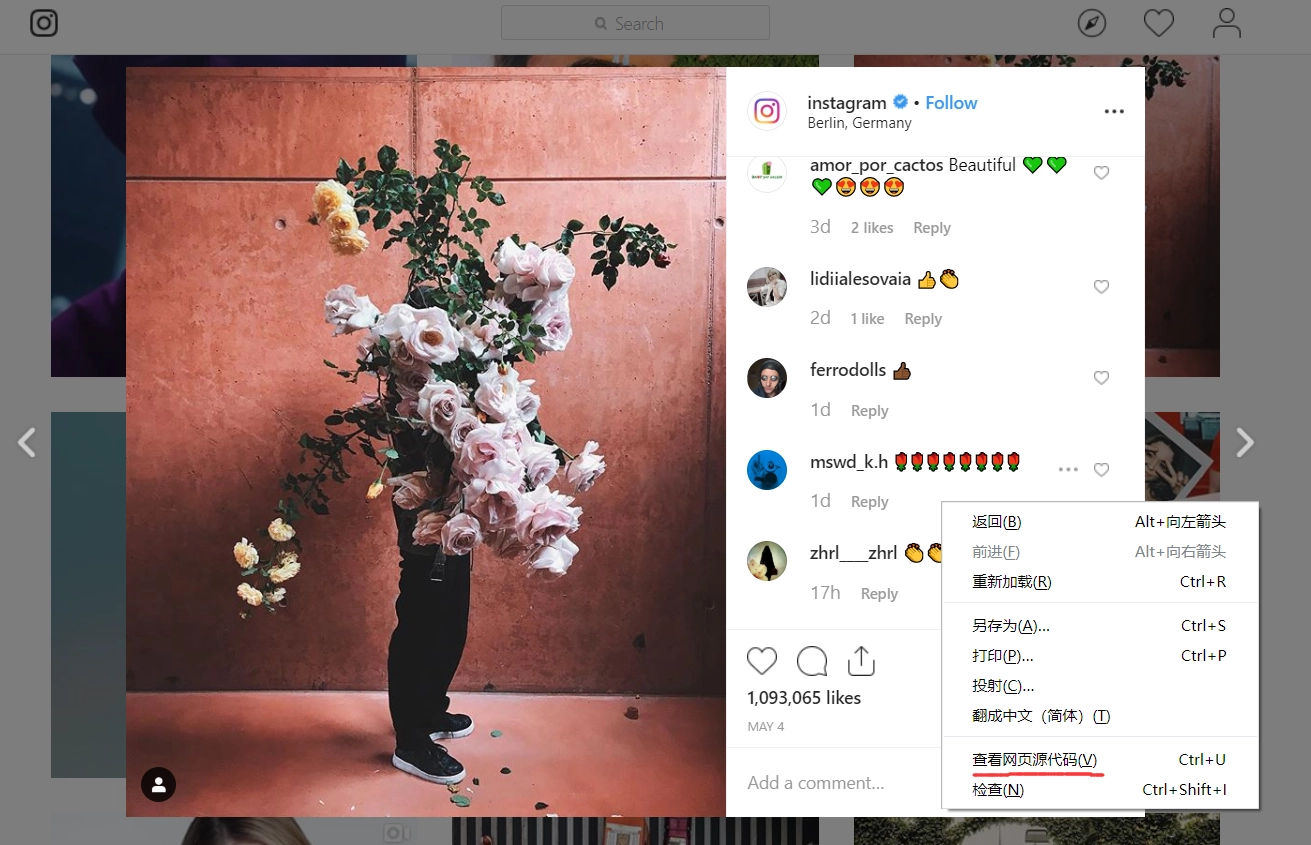 Search
instagram • Follow
Berlin, Germany
amor_por_cactos Beautiful 💚💚
💚😍😍😍
3d 2 likes Reply
lidiialesovaia 👍👏
2d 1 like Reply
ferrodolls 👍🏿
1d Reply
mswd_k.h 🌹🌹🌹🌹🌹🌹🌹🌹
1d Reply
zhrl____zhrl 👏👏
17h Reply
1,093,065 likes
MAY 4
Add a comment...
返回(B) Alt+向左箭头
前进(F) Alt+向右箭头
重新加载(R) Ctrl+R
另存为(A)... Ctrl+S
打印(P)... Ctrl+P
投射(C)...
翻成中文（简体）(T)
查看网页源代码(V) Ctrl+U
检查(N) Ctrl+Shift+I